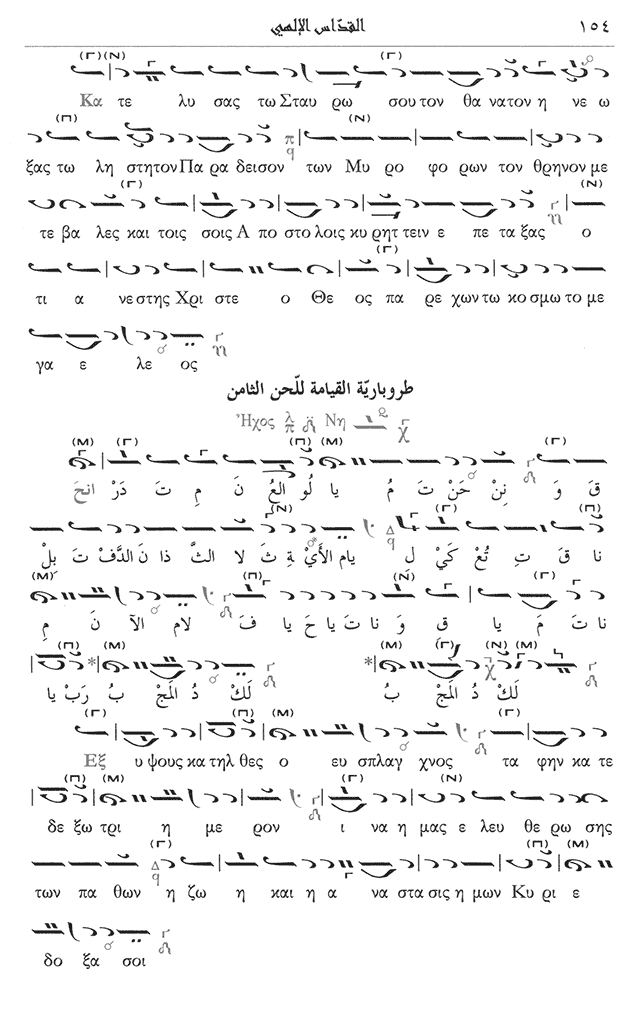 القدّاس الإلهي ١٥٤
(Γ) (Ν) (Γ)
Κα τε λυ σας τω Σταυ ρω σου τον θα νατον η νε ω
(Π) (Ν)
ξας τω λη στητον Πα ρα δεισον π q των Μυ ρο φο ρων τον θρηνον με
(Γ) (Ν)
τε βα λες και τοις σοις Α πο στο λοις κυ ρητ τειν ε πε τα ξας ο
(Γ)
τι α νε στης Χρι στε ο Θε ος πα ρε χων τω κο σμω το με
γα ε λε ος
طروباريّة القيامة للّحن الثامن
Ἦχος λ π Νη
(Μ) (Γ) (Π) (Μ) (Γ)
انحَ دَرْ تَ مِ نَ العُ لُو يا مُ تَ حَنْ نِنْ وَ قَ
(Ν) (Γ) (Π)
بِلْ تَ الدَّفْ نَ ذا الثَّ لا ثَ ةِ الأَيْ يام Δ q لِ كَيْ تُعْ تِ قَ نا
(Μ) (Π) (Ν) (Γ)
مِ نَ الآ لام فَ يا حَ يا تَ نا وَ ق يا مَ تَ نا
(Π) *(Μ) *(Μ) (Γ) (Ν) (Μ)
يا رَبْ بُ المَجْ دُ لَكْ بُ المَجْ دُ لَكْ
(Γ) (Π) (Μ) (Γ)
Εξ υ ψους κα τηλ θες ο ευ σπλαγ χνος τα φην κα τε
(Π) (Μ) (Γ) (Ν)
δε ξω τρι η με ρον ι να η μας ε λευ θε ρω σης
(Γ) (Π) (Μ)
των πα θων Δ q η ζω η και η α να στα σις η μων Κυ ρι ε
δο ξα σοι